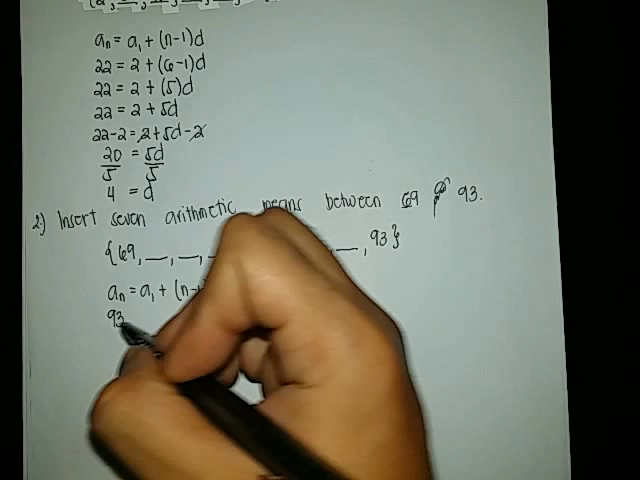 aₙ = a₁ + (n-1)d
22 = 2 + (6-1)d
22 = 2 + (5)d
22 = 2 + 5d
22-2 = 2 + 5d - 2
20/5 = 5d/5
4 = d
2.) Insert seven arithmetic means between 69 93.
{69, __, __, __, 93}
aₙ = a₁ + (n-1
93